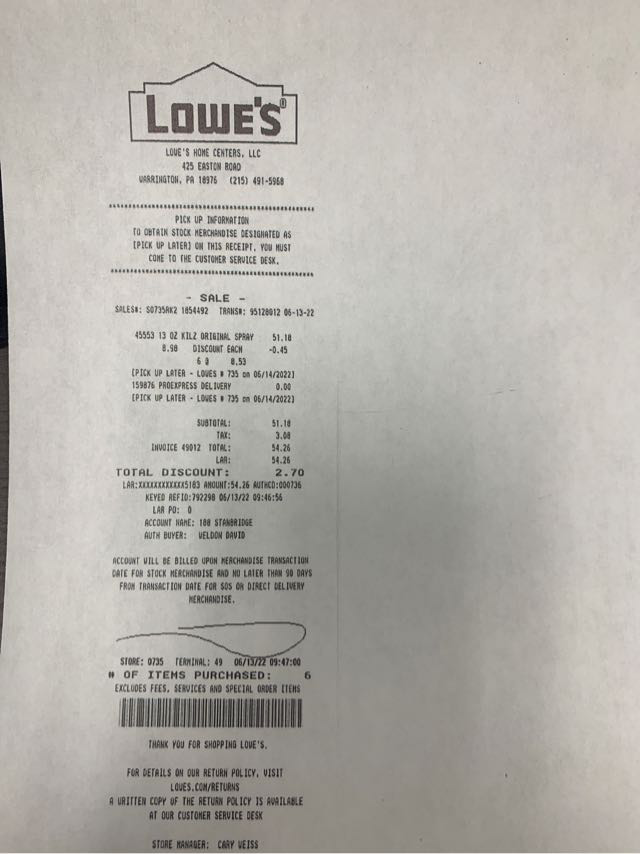 LOWE'S
LOWE'S HOME CENTERS, LLC
425 EASTON ROAD
WARRINGTON, PA 18976 (215) 491-5968
****************************************************
PICK UP INFORMATION
TO OBTAIN STOCK MERCHANDISE DESIGNATED AS
[PICK UP LATER] ON THIS RECEIPT, YOU MUST
COME TO THE CUSTOMER SERVICE DESK.
****************************************************
- SALE -
SALES#: S0735RK2 1854492 TRANS#: 95128012 06-13-22
45553 13 OZ KILZ ORIGINAL SPRAY 51.18
8.98 DISCOUNT EACH -0.45
6 @ 8.53
[PICK UP LATER - LOWES # 735 on 06/14/2022]
159876 PROEXPRESS DELIVERY 0.00
[PICK UP LATER - LOWES # 735 on 06/14/2022]
SUBTOTAL: 51.18
TAX: 3.08
INVOICE 49012 TOTAL: 54.26
LAR: 54.26
TOTAL DISCOUNT: 2.70
LAR:XXXXXXXXXXXX5183 AMOUNT:54.26 AUTHCD:000736
KEYED REFID:792298 06/13/22 09:46:56
LAR PO: 0
ACCOUNT NAME: 188 STANBRIDGE
AUTH BUYER: WELDON DAVID
ACCOUNT WILL BE BILLED UPON MERCHANDISE TRANSACTION
DATE FOR STOCK MERCHANDISE AND NO LATER THAN 90 DAYS
FROM TRANSACTION DATE FOR SOS OR DIRECT DELIVERY
MERCHANDISE.
STORE: 0735 TERMINAL: 49 06/13/22 09:47:00
# OF ITEMS PURCHASED: 6
EXCLUDES FEES, SERVICES AND SPECIAL ORDER ITEMS
THANK YOU FOR SHOPPING LOWE'S.
FOR DETAILS ON OUR RETURN POLICY, VISIT
LOWES.COM/RETURNS
A WRITTEN COPY OF THE RETURN POLICY IS AVAILABLE
AT OUR CUSTOMER SERVICE DESK
STORE MANAGER: CARY WEISS